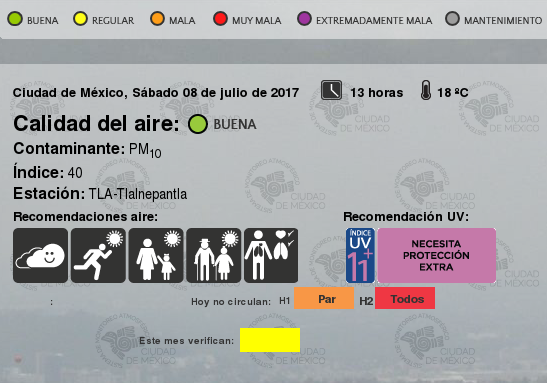 BUENA REGULAR MALA MUY MALA EXTREMADAMENTE MALA MANTENIMIENTO
Ciudad de México, Sábado 08 de julio de 2017 13 horas 18 ºC
Calidad del aire: BUENA
Contaminante: PM10
Índice: 40
Estación: TLA-Tlalnepantla
Recomendaciones aire: Recomendación UV:
ÍNDICE
UV
11+
NECESITA
PROTECCIÓN
EXTRA
: Hoy no circulan: H1 Par H2 Todos
Este mes verifican: